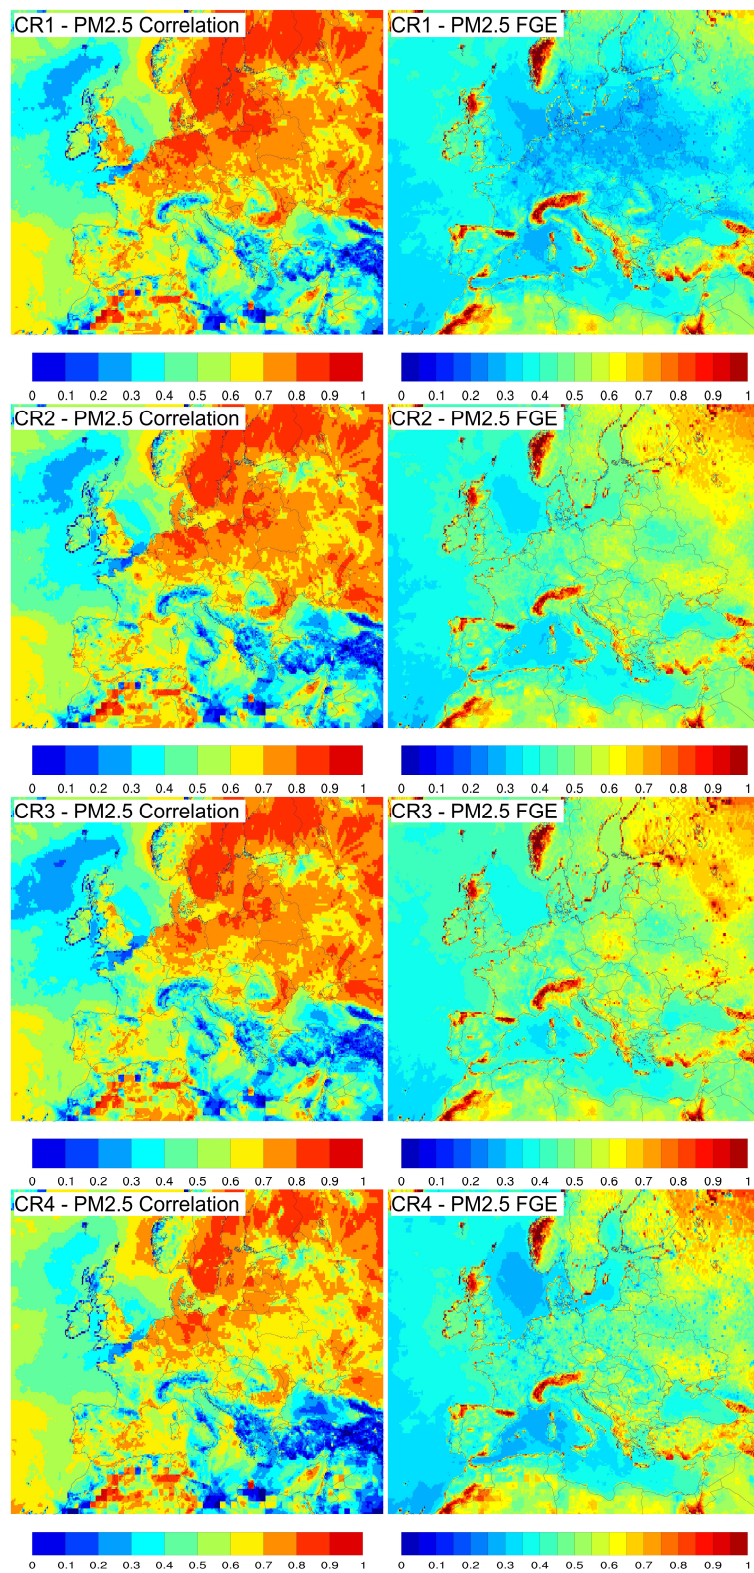 CR1 - PM2.5 Correlation
CR1 - PM2.5 FGE
0 0.1 0.2 0.3 0.4 0.5 0.6 0.7 0.8 0.9 1
0 0.1 0.2 0.3 0.4 0.5 0.6 0.7 0.8 0.9 1
CR2 - PM2.5 Correlation
CR2 - PM2.5 FGE
0 0.1 0.2 0.3 0.4 0.5 0.6 0.7 0.8 0.9 1
0 0.1 0.2 0.3 0.4 0.5 0.6 0.7 0.8 0.9 1
CR3 - PM2.5 Correlation
CR3 - PM2.5 FGE
0 0.1 0.2 0.3 0.4 0.5 0.6 0.7 0.8 0.9 1
0 0.1 0.2 0.3 0.4 0.5 0.6 0.7 0.8 0.9 1
CR4 - PM2.5 Correlation
CR4 - PM2.5 FGE
0 0.1 0.2 0.3 0.4 0.5 0.6 0.7 0.8 0.9 1
0 0.1 0.2 0.3 0.4 0.5 0.6 0.7 0.8 0.9 1